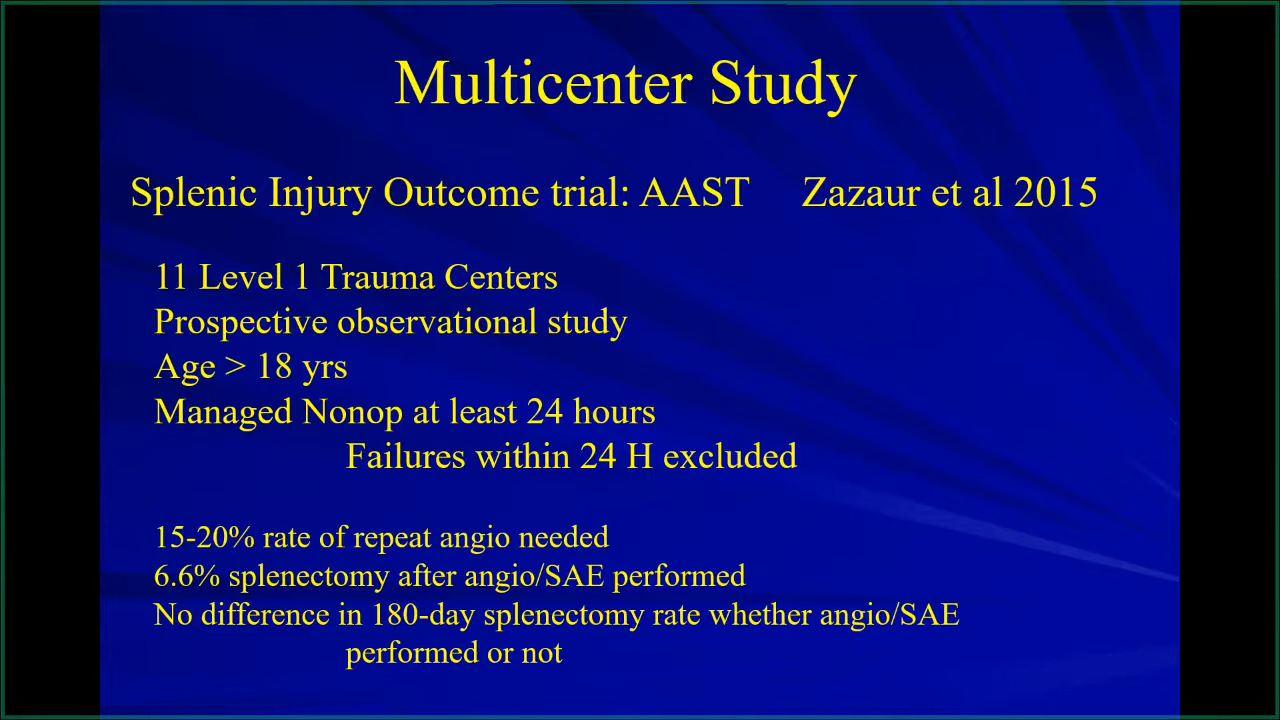 Multicenter Study
Splenic Injury Outcome trial: AAST Zazaur et al 2015
11 Level 1 Trauma Centers
Prospective observational study
Age > 18 yrs
Managed Nonop at least 24 hours
Failures within 24 H excluded
15-20% rate of repeat angio needed
6.6% splenectomy after angio/SAE performed
No difference in 180-day splenectomy rate whether angio/SAE
performed or not